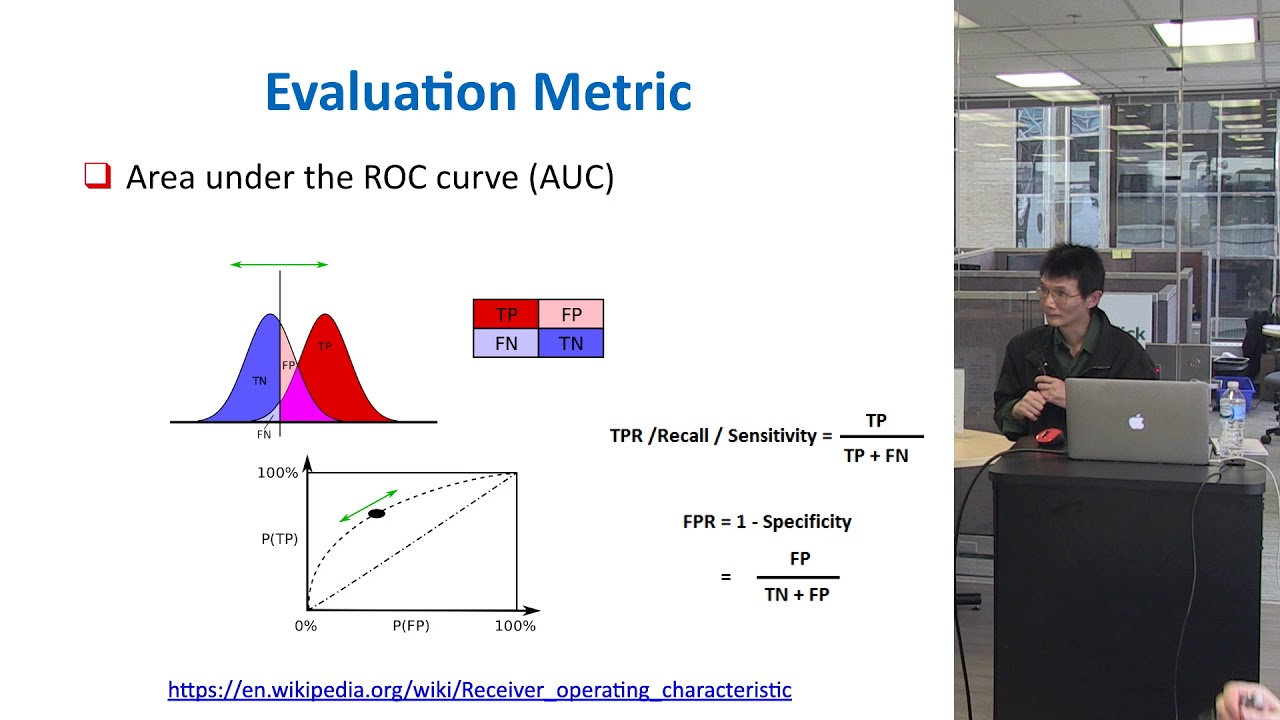 Evaluation Metric
❑ Area under the ROC curve (AUC)
TP FP
FN TN
TN
FP
TP
FN
TPR /Recall / Sensitivity = TP
TP + FN
100%
P(TP)
0% P(FP) 100%
FPR = 1 - Specificity
= FP
TN + FP
https://en.wikipedia.org/wiki/Receiver_operating_characteristic